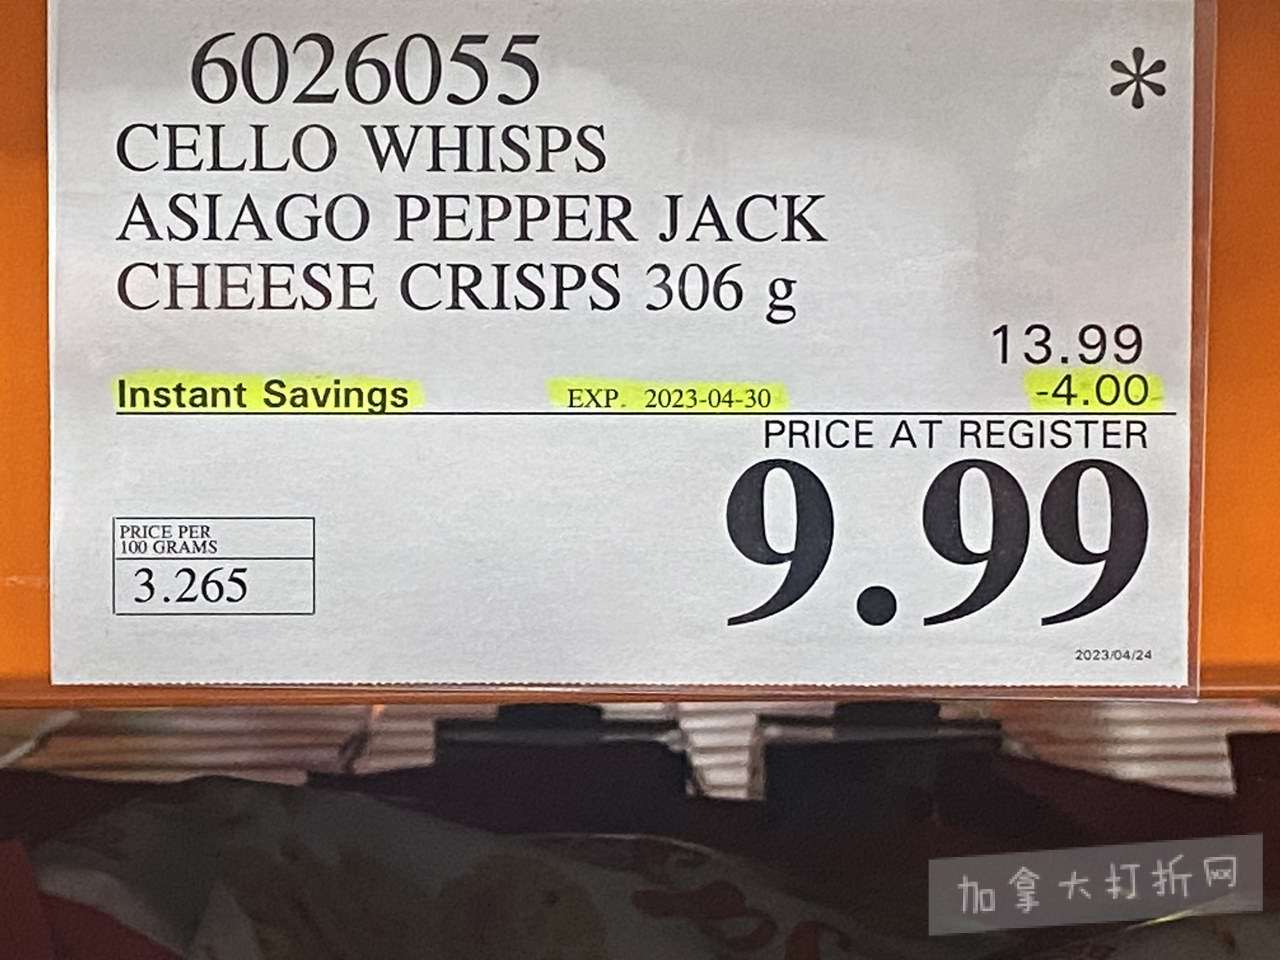 6026055 *
CELLO WHISPS
ASIAGO PEPPER JACK
CHEESE CRISPS 306 g
13.99
Instant Savings EXP. 2023-04-30 -4.00
PRICE AT REGISTER
9.99
PRICE PER
100 GRAMS
3.265
2023/04/24
加拿大打折网